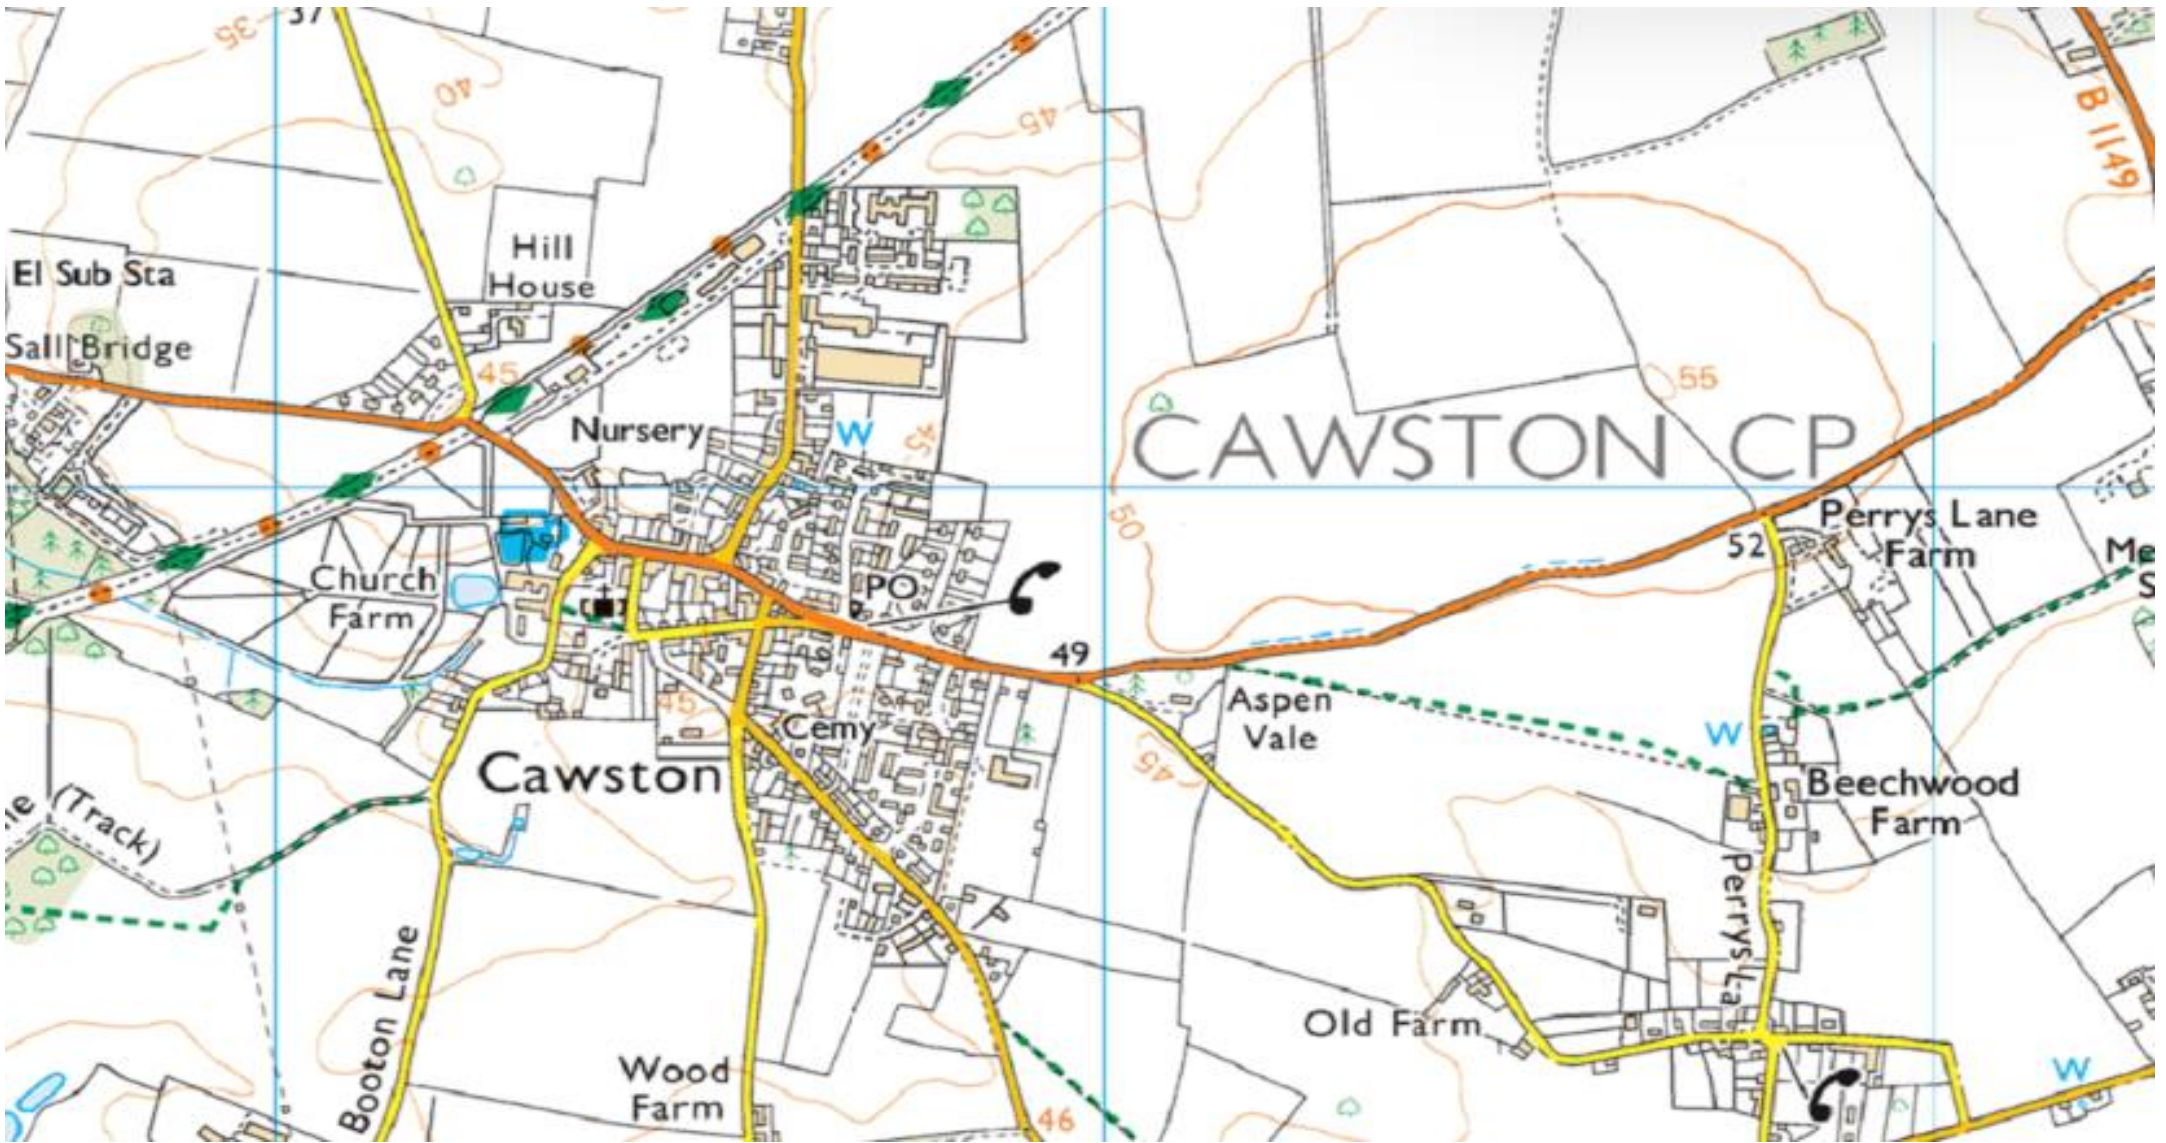 37
35
40
45
B 1149
Hill
House
El Sub Sta
Sall Bridge
45
55
Nursery
W
45
CAWSTON CP
50
Perrys Lane
Farm
52
Me
S
Church
Farm
PO
49
Aspen
Vale
45
Cemy
W
45
Cawston
Beechwood
Farm
(Track)
Perrys La
Booton Lane
Old Farm
Wood
Farm
W
46